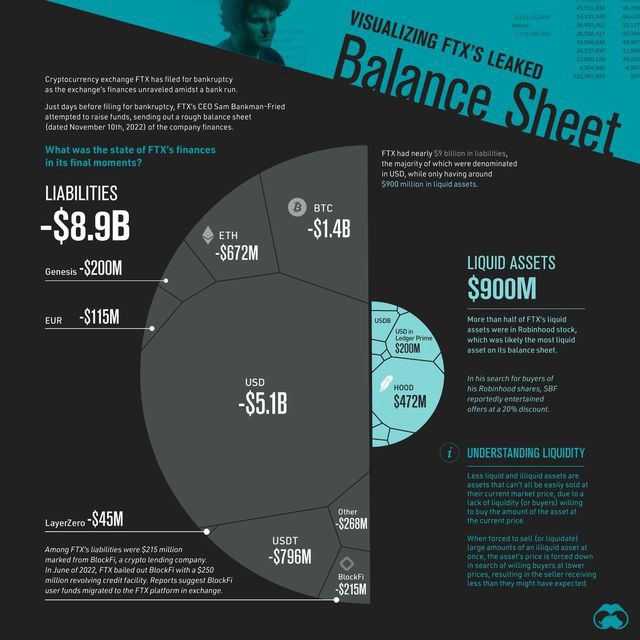 VISUALIZING FTX'S LEAKED
Balance Sheet
Cryptocurrency exchange FTX has filed for bankruptcy
as the exchange's finances unraveled amidst a bank run.
Just days before filing for bankruptcy, FTX's CEO Sam Bankman-Fried
attempted to raise funds, sending out a rough balance sheet
(dated November 10th, 2022) of the company finances.
What was the state of FTX's finances
in its final moments?
FTX had nearly $9 billion in liabilities,
the majority of which were denominated
in USD, while only having around
$900 million in liquid assets.
LIABILITIES
-$8.9B
BTC
-$1.4B
ETH
-$672M
Genesis -$200M
EUR -$115M
USD
-$5.1B
LayerZero -$45M
Other
-$268M
USDT
-$796M
BlockFi
-$215M
Among FTX's liabilities were $215 million
marked from BlockFi, a crypto lending company.
In June of 2022, FTX bailed out BlockFi with a $250
million revolving credit facility. Reports suggest BlockFi
user funds migrated to the FTX platform in exchange.
USDB
USD in
Ledger Prime
$200M
HOOD
$472M
LIQUID ASSETS
$900M
More than half of FTX's liquid
assets were in Robinhood stock,
which was likely the most liquid
asset on its balance sheet.
In his search for buyers of
his Robinhood shares, SBF
reportedly entertained
offers at a 20% discount.
i UNDERSTANDING LIQUIDITY
Less liquid and illiquid assets are
assets that can't all be easily sold at
their current market price, due to a
lack of liquidity (or buyers) willing
to buy the amount of the asset at
the current price.
When forced to sell (or liquidate)
large amounts of an illiquid asset at
once, the asset's price is forced down
in search of willing buyers at lower
prices, resulting in the seller receiving
less than they might have expected.